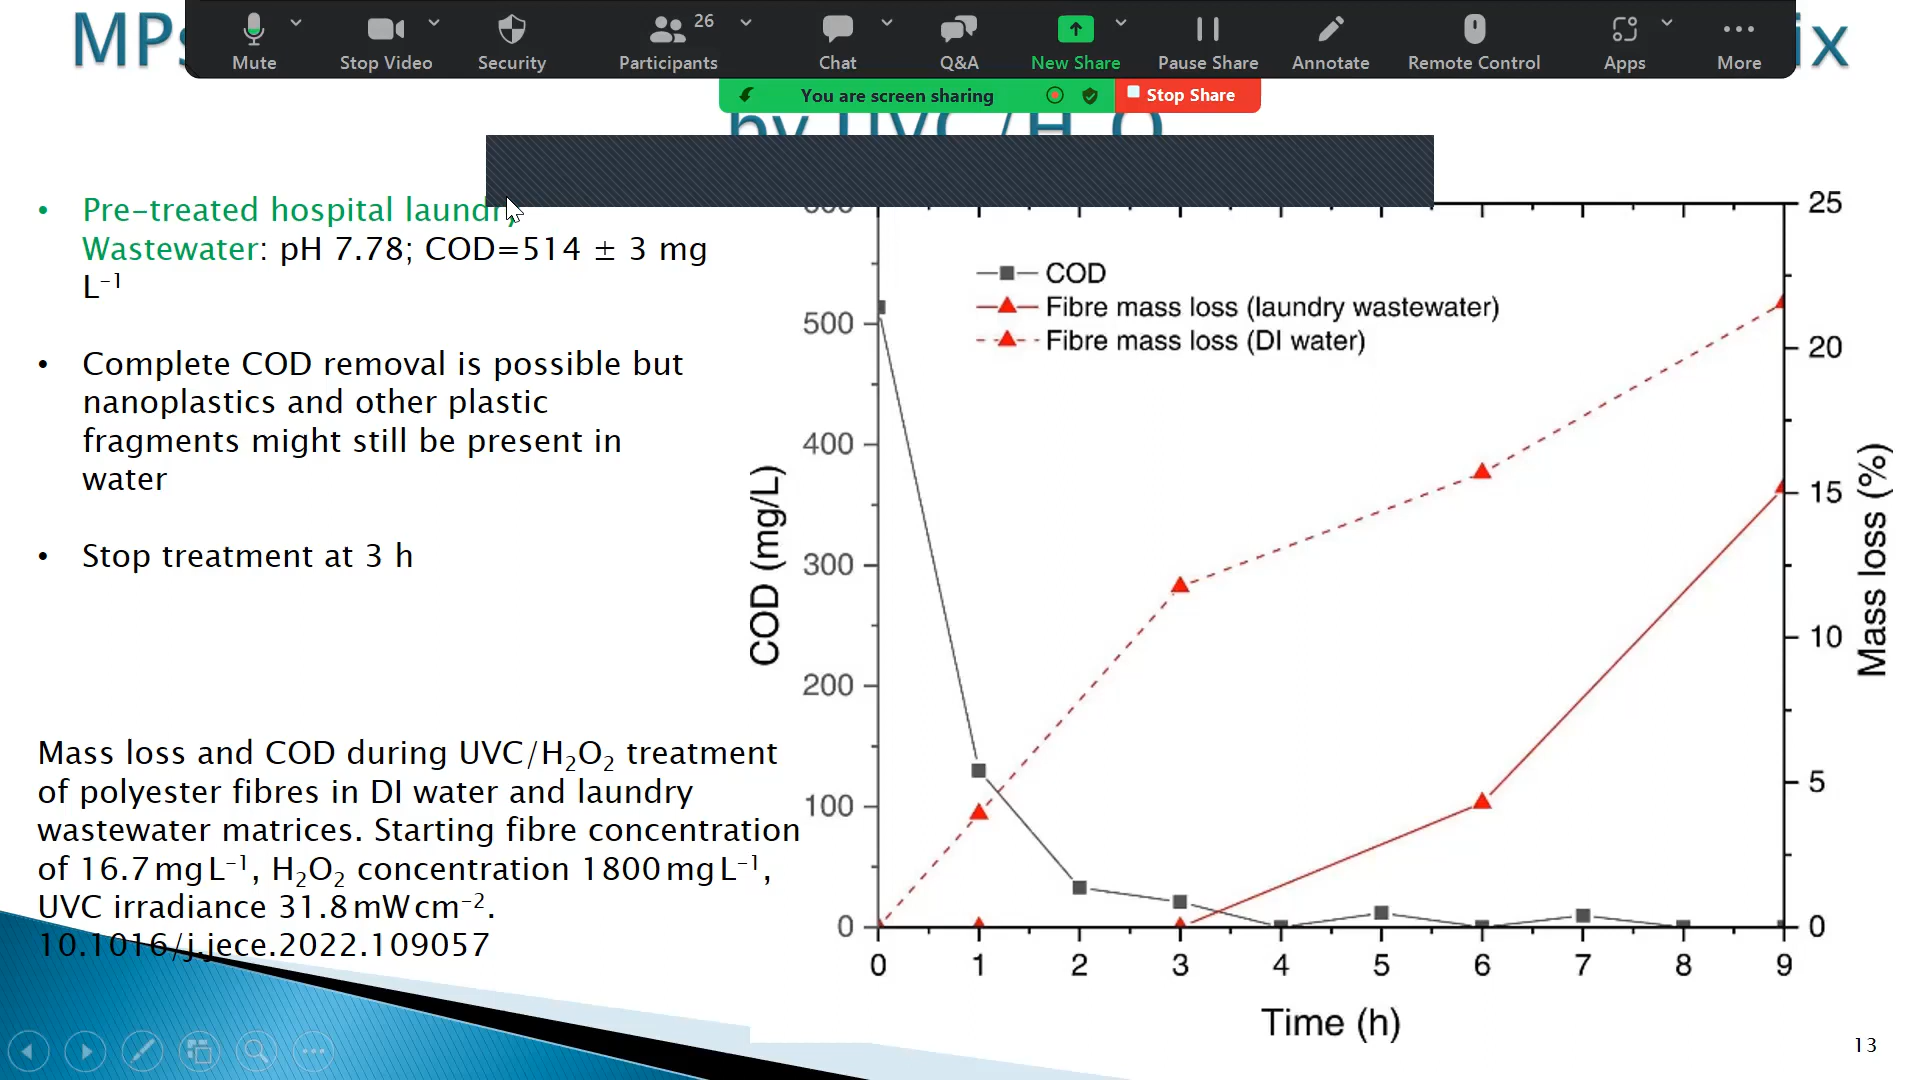 MPs
ix
Mute
Stop Video
Security
Participants
26
Chat
Q&A
New Share
Pause Share
Annotate
Remote Control
Apps
More
You are screen sharing
Stop Share
by UVC/H2O
• Pre-treated hospital laundry
Wastewater: pH 7.78; COD=514 ± 3 mg
L⁻¹
• Complete COD removal is possible but
nanoplastics and other plastic
fragments might still be present in
water
• Stop treatment at 3 h
Mass loss and COD during UVC/H₂O₂ treatment
of polyester fibres in DI water and laundry
wastewater matrices. Starting fibre concentration
of 16.7 mg L⁻¹, H₂O₂ concentration 1800 mg L⁻¹,
UVC irradiance 31.8 mW cm⁻².
10.1016/j.jece.2022.109057
COD
Fibre mass loss (laundry wastewater)
Fibre mass loss (DI water)
COD (mg/L)
600
500
400
300
200
100
0
Mass loss (%)
25
20
15
10
5
0
0 1 2 3 4 5 6 7 8 9
Time (h)
13